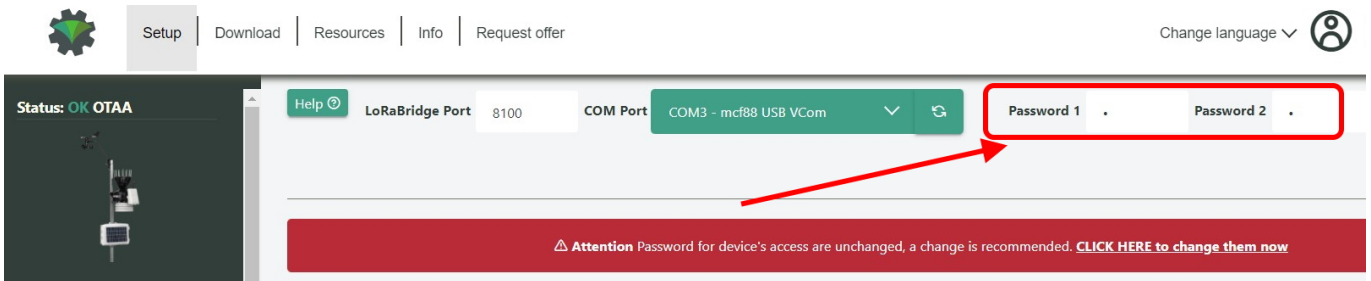 Setup Download Resources Info Request offer Change language
Status: OK OTAA
Help LoRaBridge Port 8100 COM Port COM3 - mcf88 USB VCom Password 1 . Password 2 .
Attention Password for device's access are unchanged, a change is recommended. CLICK HERE to change them now